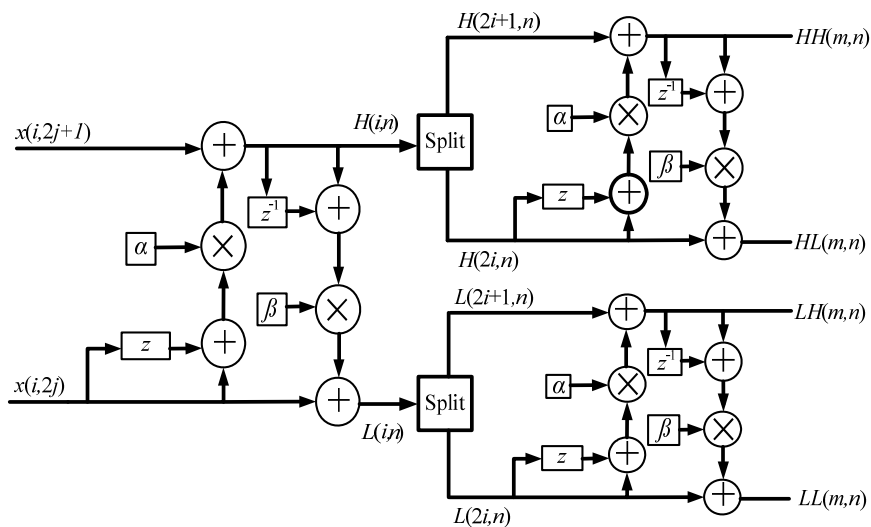 H(2i+1,n)
HH(m,n)
z⁻¹
α
x(i,2j+1)
H(i,n)
Split
β
z
z⁻¹
α
H(2i,n)
HL(m,n)
β
L(2i+1,n)
LH(m,n)
z
z⁻¹
x(i,2j)
α
Split
L(i,n)
β
z
L(2i,n)
LL(m,n)